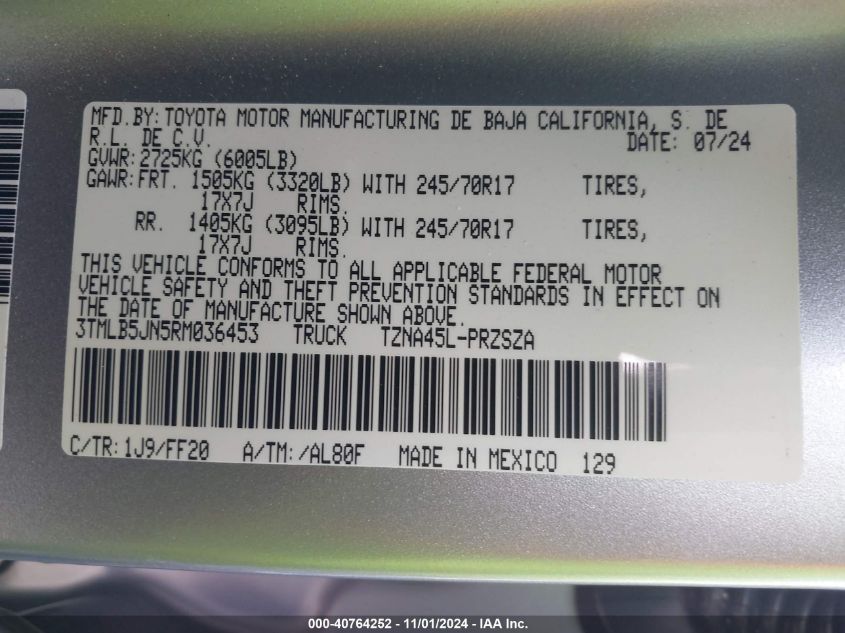 MFD.BY: TOYOTA MOTOR MANUFACTURING DE BAJA CALIFORNIA, S. DE
R.L. DE C.V. DATE: 07/24
GVWR: 2725KG (6005LB)
GAWR: FRT. 1505KG (3320LB) WITH 245/70R17 TIRES,
17X7J RIMS.
RR. 1405KG (3095LB) WITH 245/70R17 TIRES,
17X7J RIMS.
THIS VEHICLE CONFORMS TO ALL APPLICABLE FEDERAL MOTOR
VEHICLE SAFETY AND THEFT PREVENTION STANDARDS IN EFFECT ON
THE DATE OF MANUFACTURE SHOWN ABOVE.
3TMLB5JN5RM036453 TRUCK TZNA45L-PRZSZA
C/TR: 1J9/FF20 A/TM: /AL80F MADE IN MEXICO 129
000-40764252 - 11/01/2024 - IAA Inc.